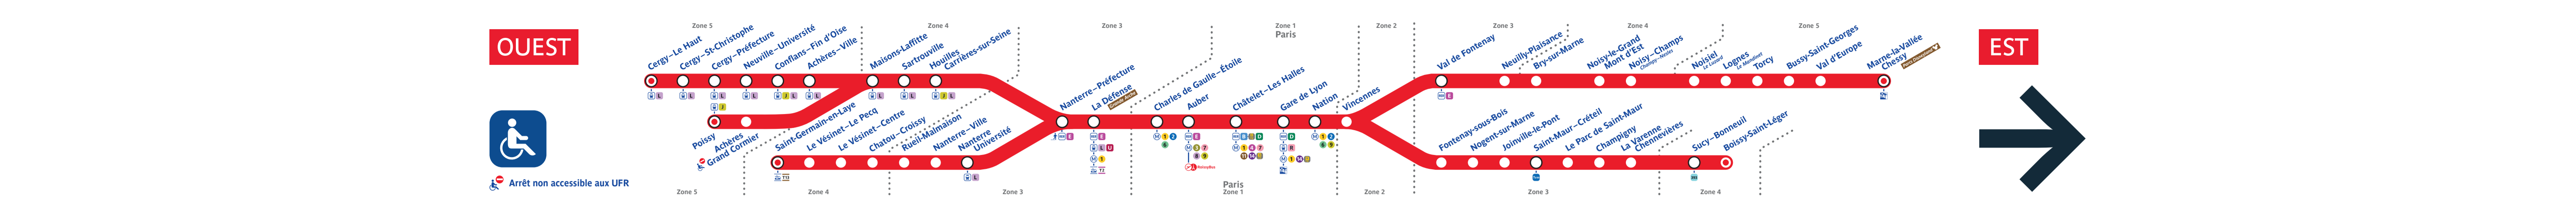 Zone 5
Zone 4
Zone 3
Zone 1
Paris
Zone 2
Zone 3
Zone 4
Zone 5
OUEST
EST
Cergy–Le Haut
Cergy–St-Christophe
Cergy–Préfecture
Neuville–Université
Conflans–Fin d'Oise
Achères–Ville
Maisons-Laffitte
Sartrouville
Houilles
Carrières-sur-Seine
Poissy
Achères
Grand Cormier
Saint-Germain-en-Laye
Le Vésinet–Le Pecq
Le Vésinet–Centre
Chatou–Croissy
Rueil-Malmaison
Nanterre–Ville
Nanterre
Université
Nanterre–Préfecture
La Défense
Grande Arche
Charles de Gaulle–Étoile
Auber
Châtelet–Les Halles
Gare de Lyon
Nation
Vincennes
Val de Fontenay
Neuilly-Plaisance
Bry-sur-Marne
Noisy-le-Grand
Mont d'Est
Noisy–Champs
Noisiel
Le Luzard
Lognes
Le Mandinet
Torcy
Bussy-Saint-Georges
Val d'Europe
Marne-la-Vallée
Chessy
Fontenay-sous-Bois
Nogent-sur-Marne
Joinville-le-Pont
Saint-Maur–Créteil
Le Parc de Saint-Maur
Champigny
La Varenne
Chennevières
Sucy–Bonneuil
Boissy-Saint-Léger
Arrêt non accessible aux UFR
Zone 5
Zone 4
Zone 3
Paris
Zone 1
Zone 2
Zone 3
Zone 4